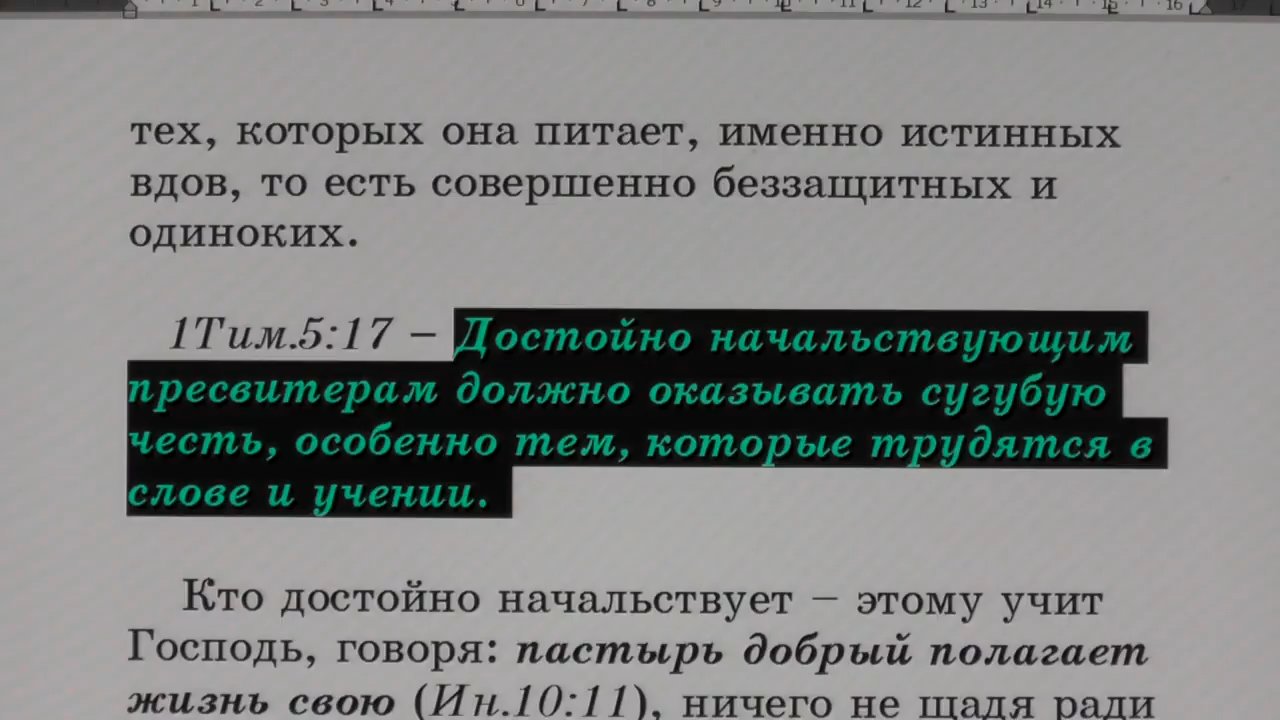 тех, которых она питает, именно истинных
вдов, то есть совершенно беззащитных и
одиноких.
1Тим.5:17 – Достойно начальствующим
пресвитерам должно оказывать сугубую
честь, особенно тем, которые трудятся в
слове и учении.
Кто достойно начальствует – этому учит
Господь, говоря: пастырь добрый полагает
жизнь свою (Ин.10:11), ничего не щадя ради